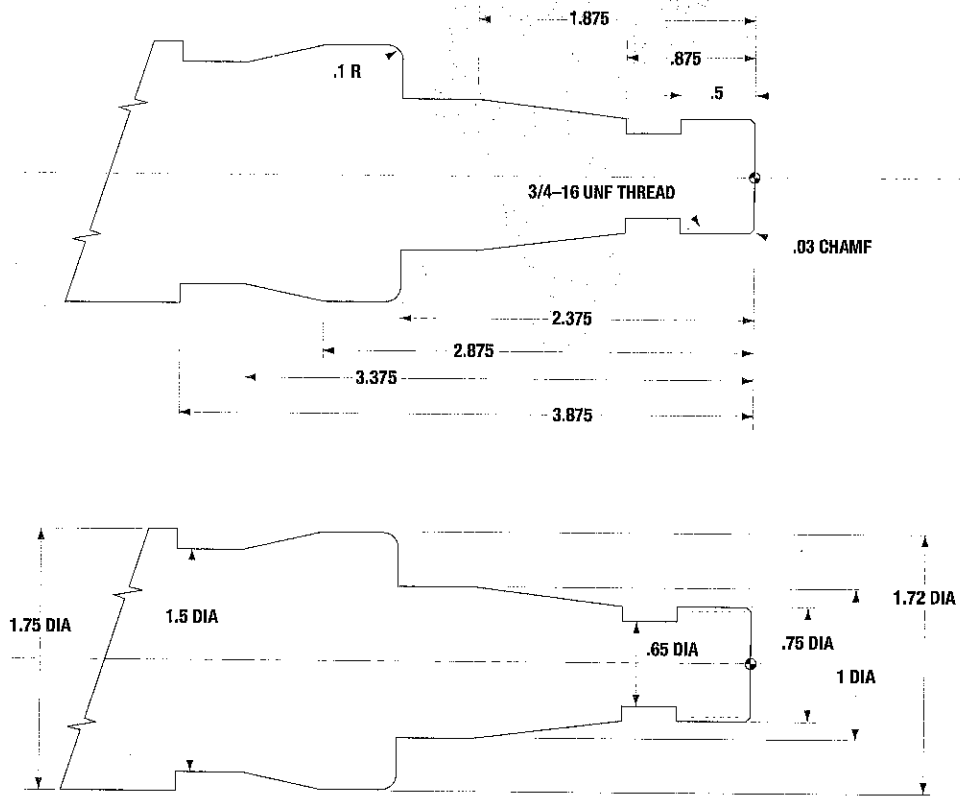 1.875
.875
.1 R
.5
3/4–16 UNF THREAD
.03 CHAMF
2.375
2.875
3.375
3.875
1.75 DIA
1.5 DIA
.65 DIA
.75 DIA
1 DIA
1.72 DIA